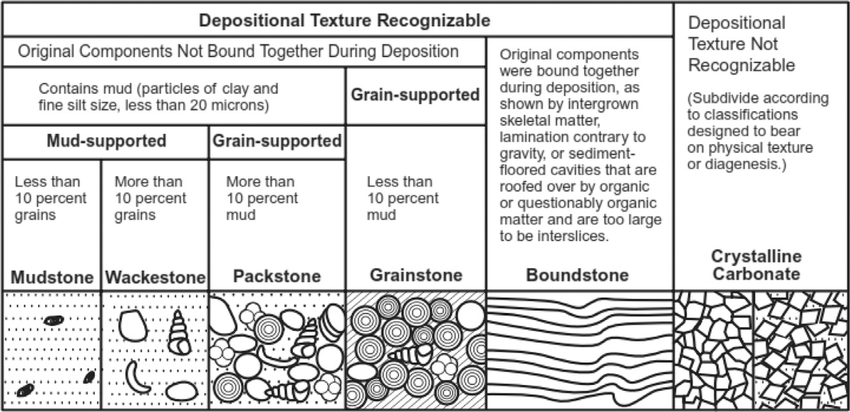 Depositional Texture Recognizable
Original Components Not Bound Together During Deposition
Contains mud (particles of clay and
fine silt size, less than 20 microns)
Grain-supported
Mud-supported
Grain-supported
Less than
10 percent
grains
More than
10 percent
grains
More than
10 percent
mud
Less than
10 percent
mud
Mudstone
Wackestone
Packstone
Grainstone
Original components
were bound together
during deposition, as
shown by intergrown
skeletal matter,
lamination contrary to
gravity, or sediment-
floored cavities that are
roofed over by organic
or questionably organic
matter and are too large
to be interslices.
Boundstone
Depositional
Texture Not
Recognizable
(Subdivide according
to classifications
designed to bear
on physical texture
or diagenesis.)
Crystalline
Carbonate